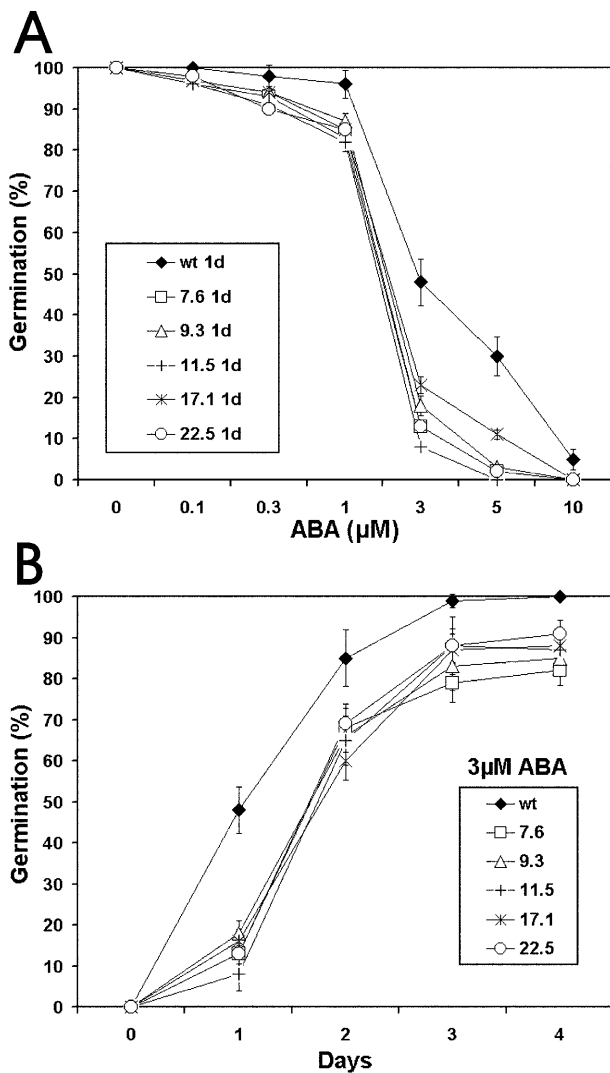 A
100
90
80
70
60
50
40
30
20
10
0
Germination (%)
wt 1d
7.6 1d
9.3 1d
11.5 1d
17.1 1d
22.5 1d
0 0.1 0.3 1 3 5 10
ABA (µM)
B
100
90
80
70
60
50
40
30
20
10
0
Germination (%)
3µM ABA
wt
7.6
9.3
11.5
17.1
22.5
0 1 2 3 4
Days